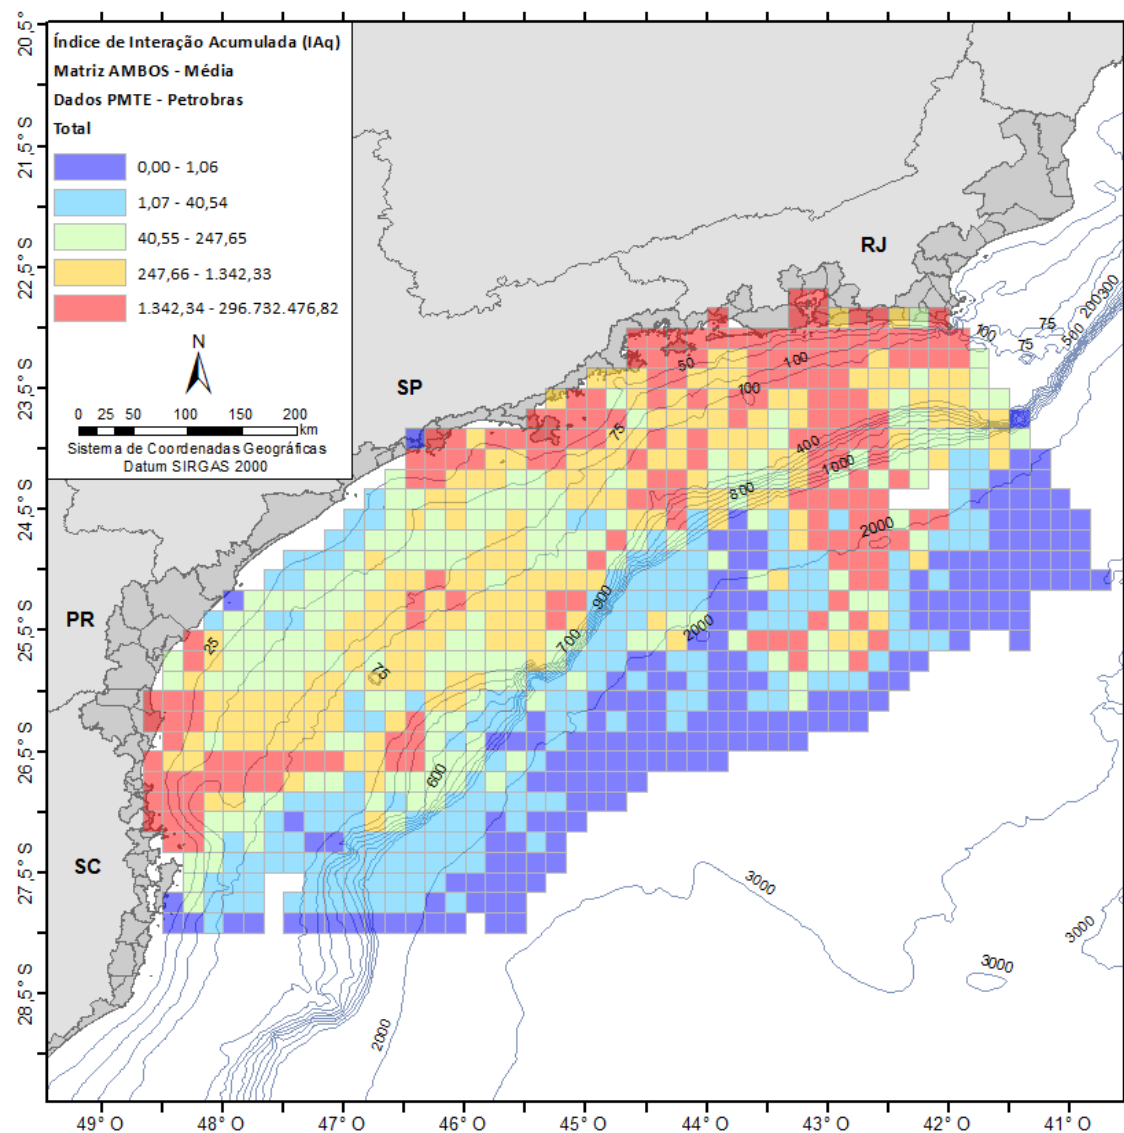 Índice de Interação Acumulada (IAq)
Matriz AMBOS - Média
Dados PMTE - Petrobras
Total
0,00 - 1,06
1,07 - 40,54
40,55 - 247,65
247,66 - 1.342,33
1.342,34 - 296.732.476,82
N
0 25 50 100 150 200
km
Sistema de Coordenadas Geográficas
Datum SIRGAS 2000
20,5°
21,5° S
22,5° S
23,5° S
24,5° S
25,5° S
26,5° S
27,5° S
28,5° S
RJ
SP
PR
SC
200300
75
100
500
75
50
100
100
75
400
1000
800
2000
900
2000
700
25
75
600
3000
3000
3000
2000
49° O 48° O 47° O 46° O 45° O 44° O 43° O 42° O 41° O